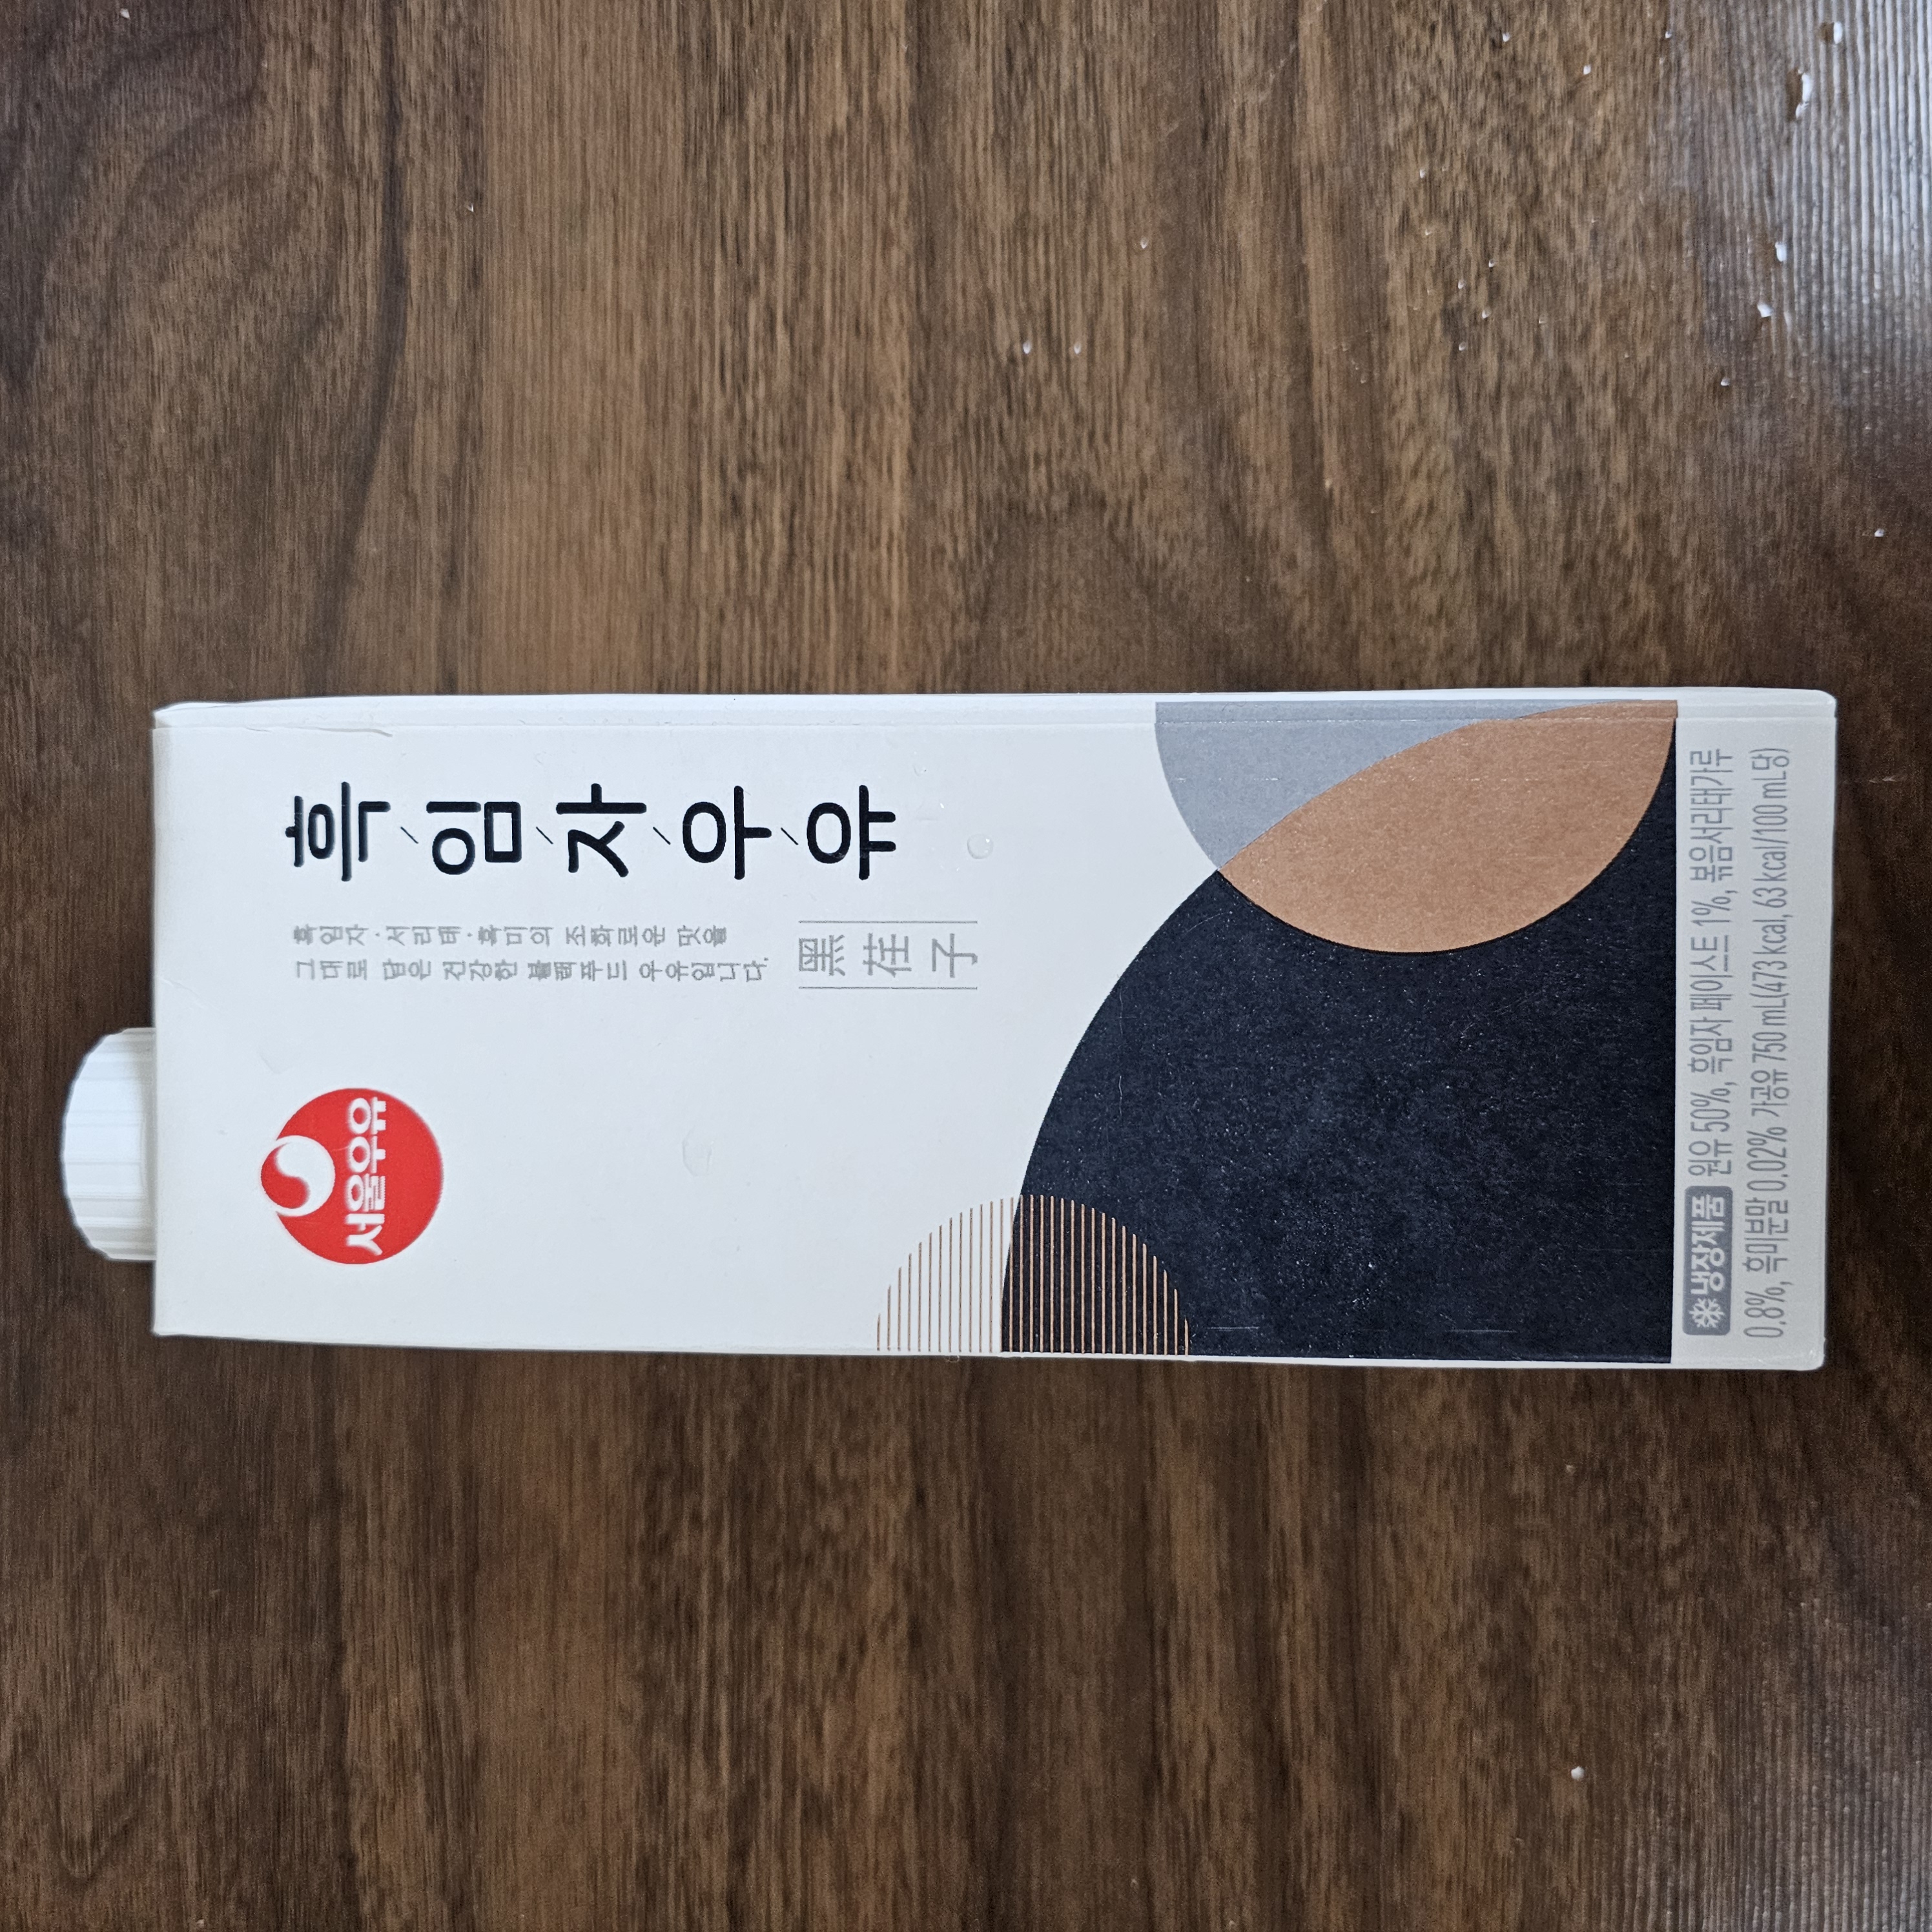 서울우유
흑임자우유
흑임자·서리태·흑미의 조화로운 맛을
그대로 담은 건강한 블랙푸드 우유입니다.
黑荏子
냉장제품 원유 50%, 흑임자 페이스트 1%, 볶음서리태가루
0.8%, 흑미분말 0.02% 가공유 750 mL(473 kcal, 63 kcal/100 mL당)